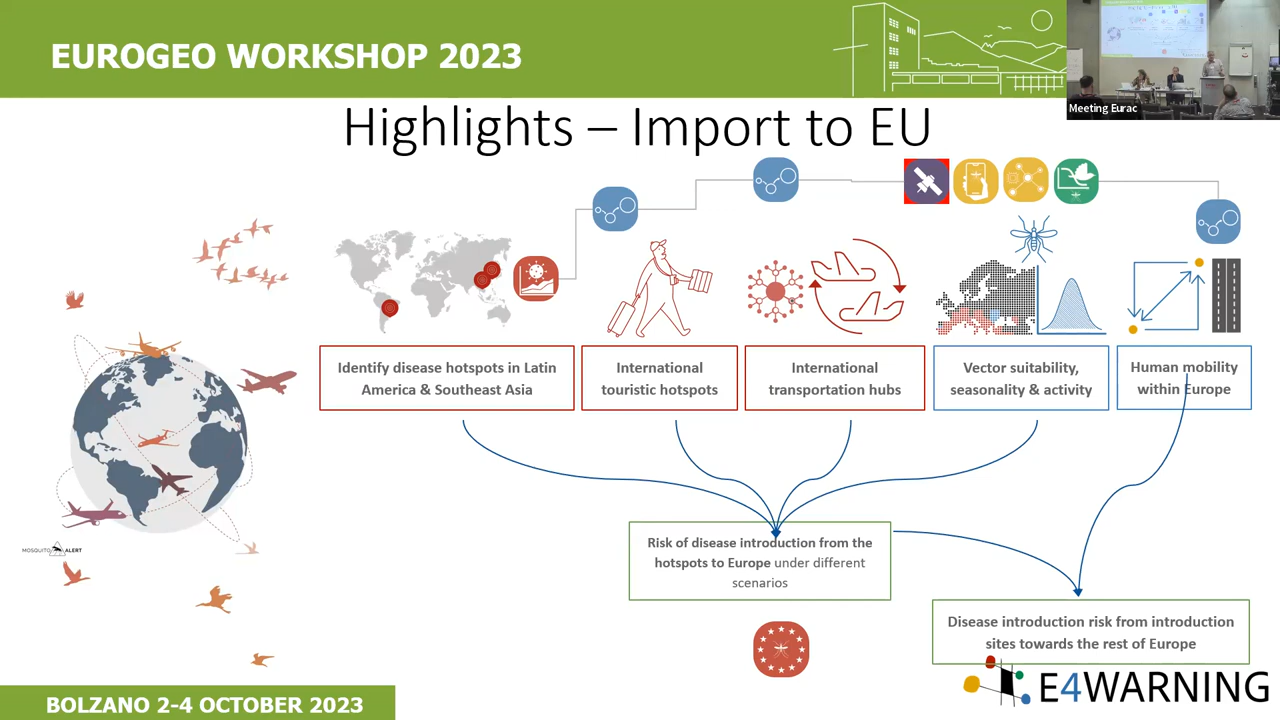 EUROGEO WORKSHOP 2023
Meeting Eurac
Highlights – Import to EU
Identify disease hotspots in Latin
America & Southeast Asia
International
touristic hotspots
International
transportation hubs
Vector suitability,
seasonality & activity
Human mobility
within Europe
MOSQUITO ALERT
Risk of disease introduction from the
hotspots to Europe under different
scenarios
Disease introduction risk from introduction
sites towards the rest of Europe
E4WARNING
BOLZANO 2-4 OCTOBER 2023